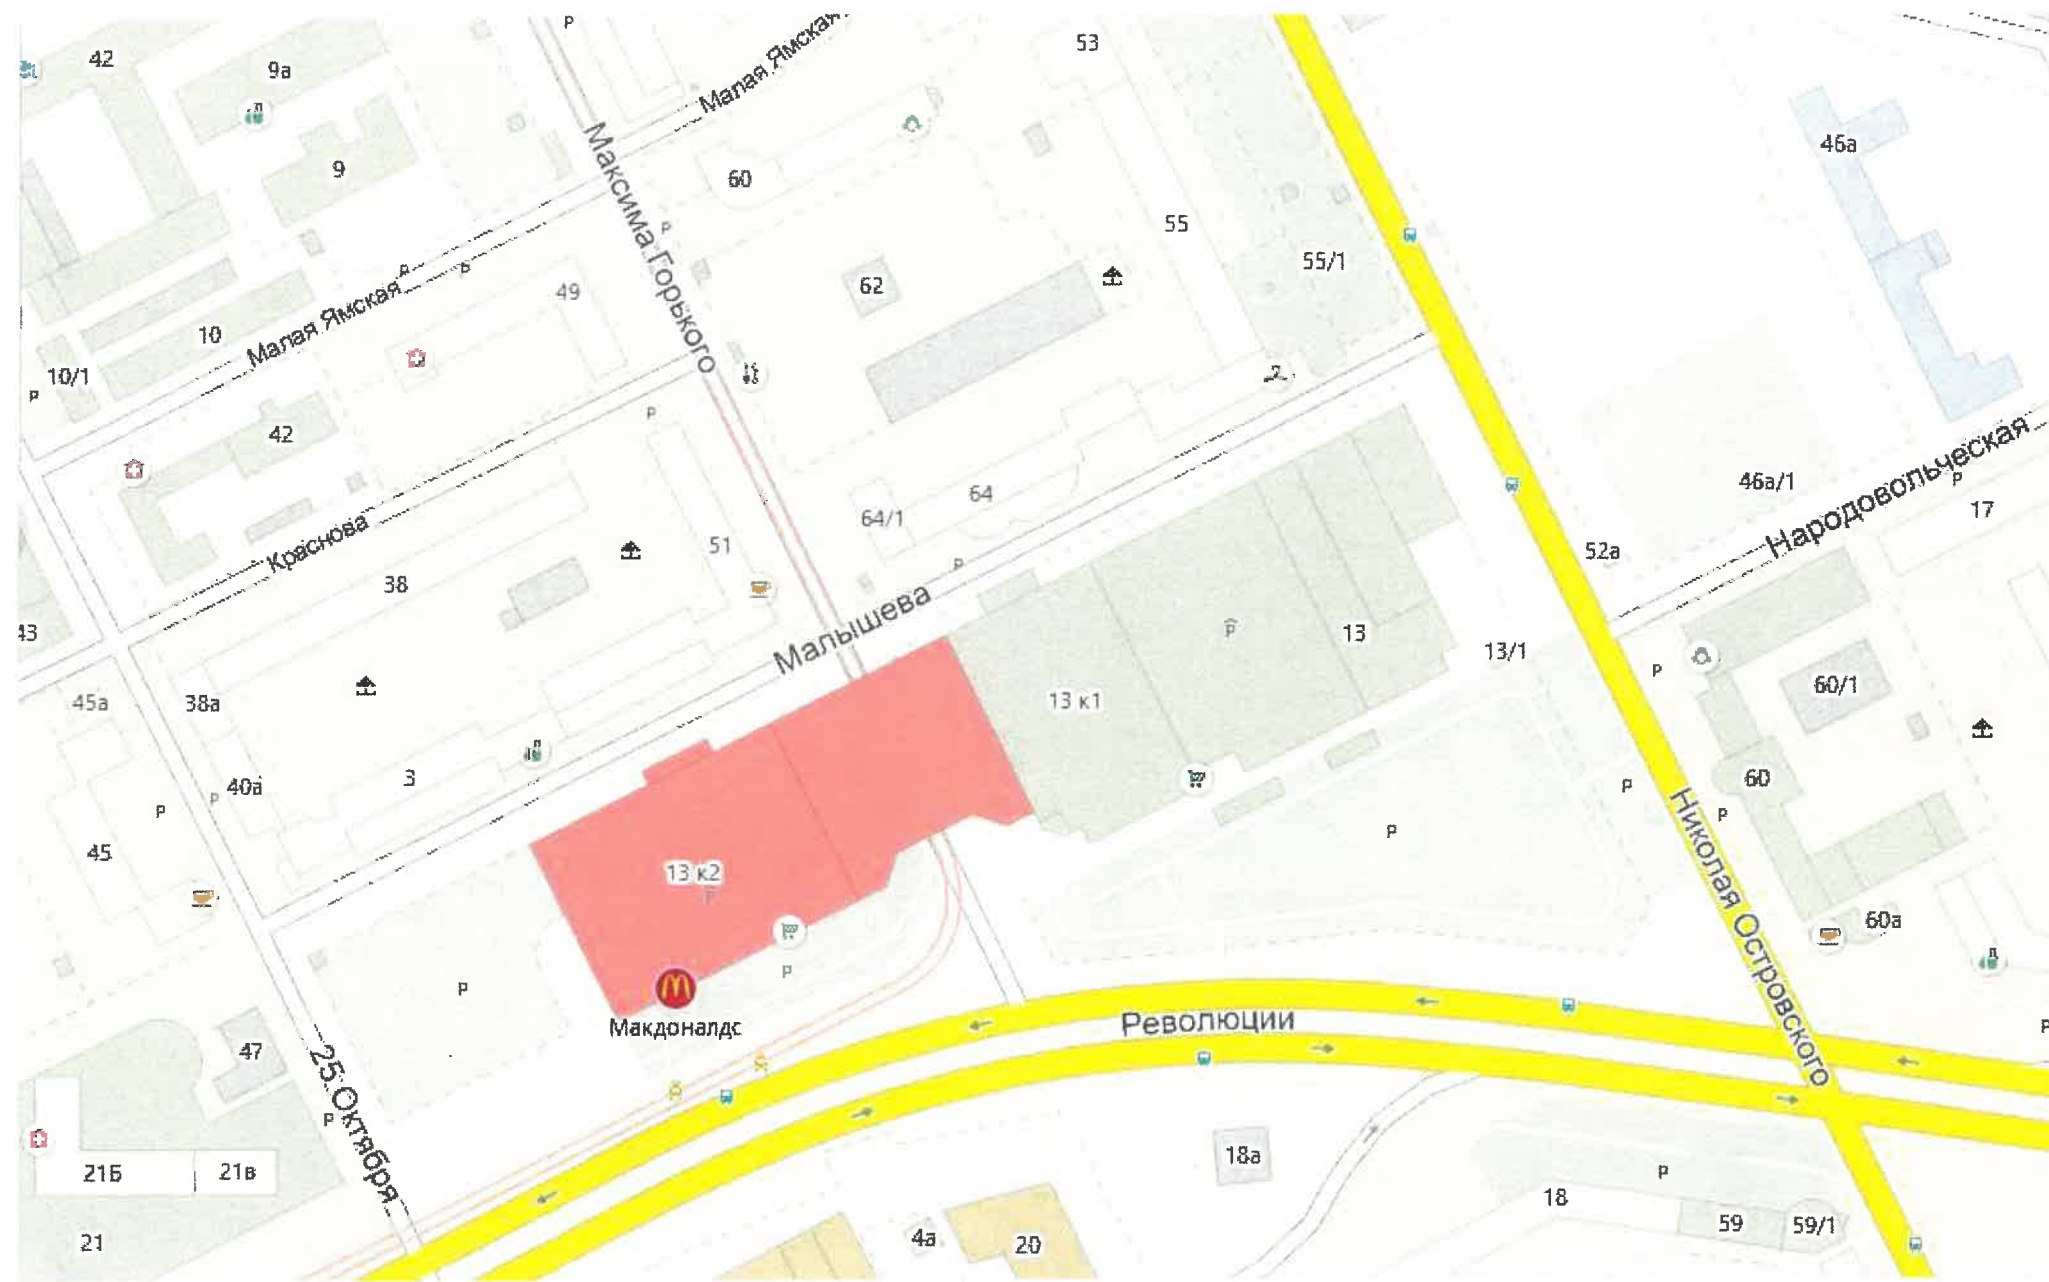 Р
42
9а
Малая Ямская
53
46а
9
60
Максима Горького
55
Р
55/1
Р
Р
49
62
10
Малая Ямская
10/1
Р
Р
42
46а/1
Народовольческая
Р
17
64
64/1
Краснова
51
52а
38
Р
Малышева
43
Р
13
13/1
Р
60/1
45а
38а
13 к1
3
40а
Р
Р
60
Р
Р
Р
45
13 к2
Николая Островского
60а
Р
Р
Макдоналдс
Революции
Р
47
25 Октября
Р
21Б
21в
18а
Р
18
59
59/1
21
4а
20